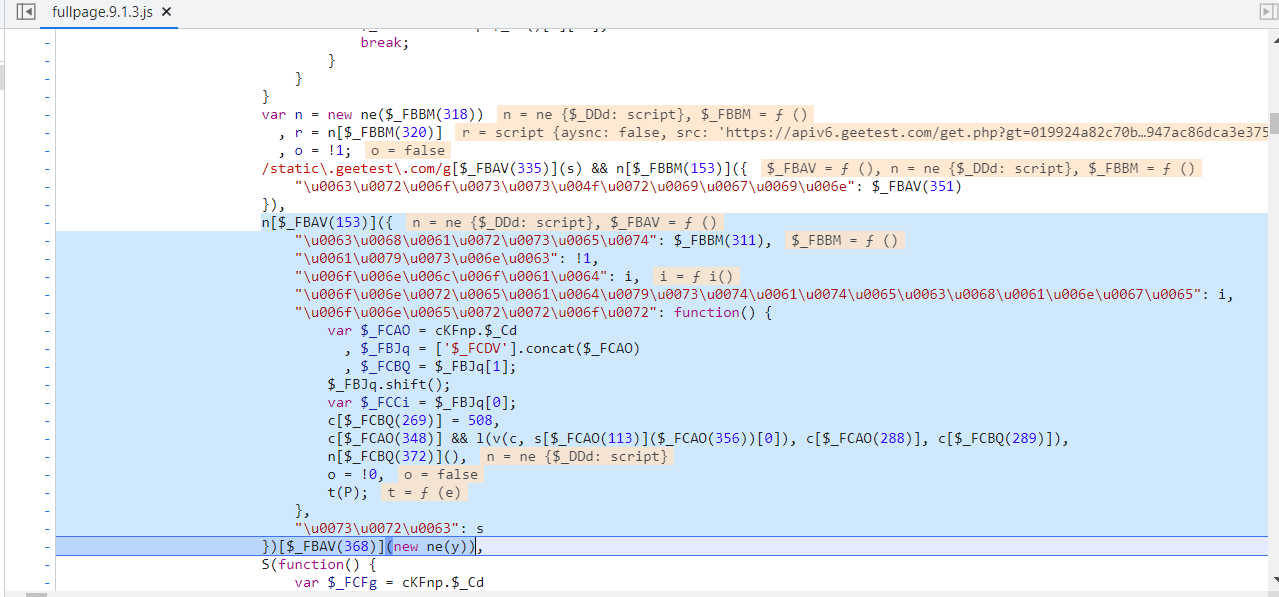 fullpage.9.1.3.js ×
break;
}
}
}
var n = new ne($_FBBM(318)) n = ne {$_DDd: script}, $_FBBM = ƒ ()
, r = n[$_FBBM(320)] r = script {aysnc: false, src: 'https://apiv6.geetest.com/get.php?gt=019924a82c70b…947ac86dca3e375
, o = !1; o = false
/static\.geetest\.com/g[$_FBAV(335)](s) && n[$_FBBM(153)]({ $_FBAV = ƒ (), n = ne {$_DDd: script}, $_FBBM = ƒ ()
"\u0063\u0072\u006f\u0073\u0073\u004f\u0072\u0069\u0067\u0069\u006e": $_FBAV(351)
}),
n[$_FBAV(153)]({ n = ne {$_DDd: script}, $_FBAV = ƒ ()
"\u0063\u0068\u0061\u0072\u0073\u0065\u0074": $_FBBM(311), $_FBBM = ƒ ()
"\u0061\u0079\u0073\u006e\u0063": !1,
"\u006f\u006e\u006c\u006f\u0061\u0064": i, i = ƒ i()
"\u006f\u006e\u0072\u0065\u0061\u0064\u0079\u0073\u0074\u0061\u0074\u0065\u0063\u0068\u0061\u006e\u0067\u0065": i,
"\u006f\u006e\u0065\u0072\u0072\u006f\u0072": function() {
var $_FCAO = cKFnp.$_Cd
, $_FBJq = ['$_FCDV'].concat($_FCAO)
, $_FCBQ = $_FBJq[1];
$_FBJq.shift();
var $_FCCi = $_FBJq[0];
c[$_FCBQ(269)] = 508,
c[$_FCAO(348)] && l(v(c, s[$_FCAO(113)]($_FCAO(356))[0]), c[$_FCAO(288)], c[$_FCBQ(289)]),
n[$_FCBQ(372)](), n = ne {$_DDd: script}
o = !0, o = false
t(P); t = ƒ (e)
},
"\u0073\u0072\u0063": s
})[$_FBAV(368)](new ne(y)),
S(function() {
var $_FCFg = cKFnp.$_Cd